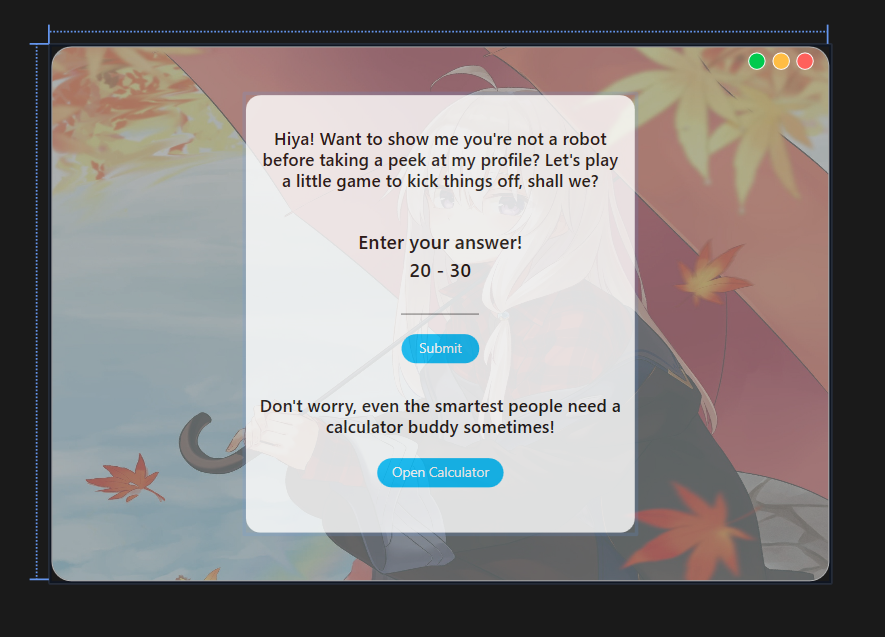 Hiya! Want to show me you're not a robot
before taking a peek at my profile? Let's play
a little game to kick things off, shall we?
Enter your answer!
20 - 30
Submit
Don't worry, even the smartest people need a
calculator buddy sometimes!
Open Calculator